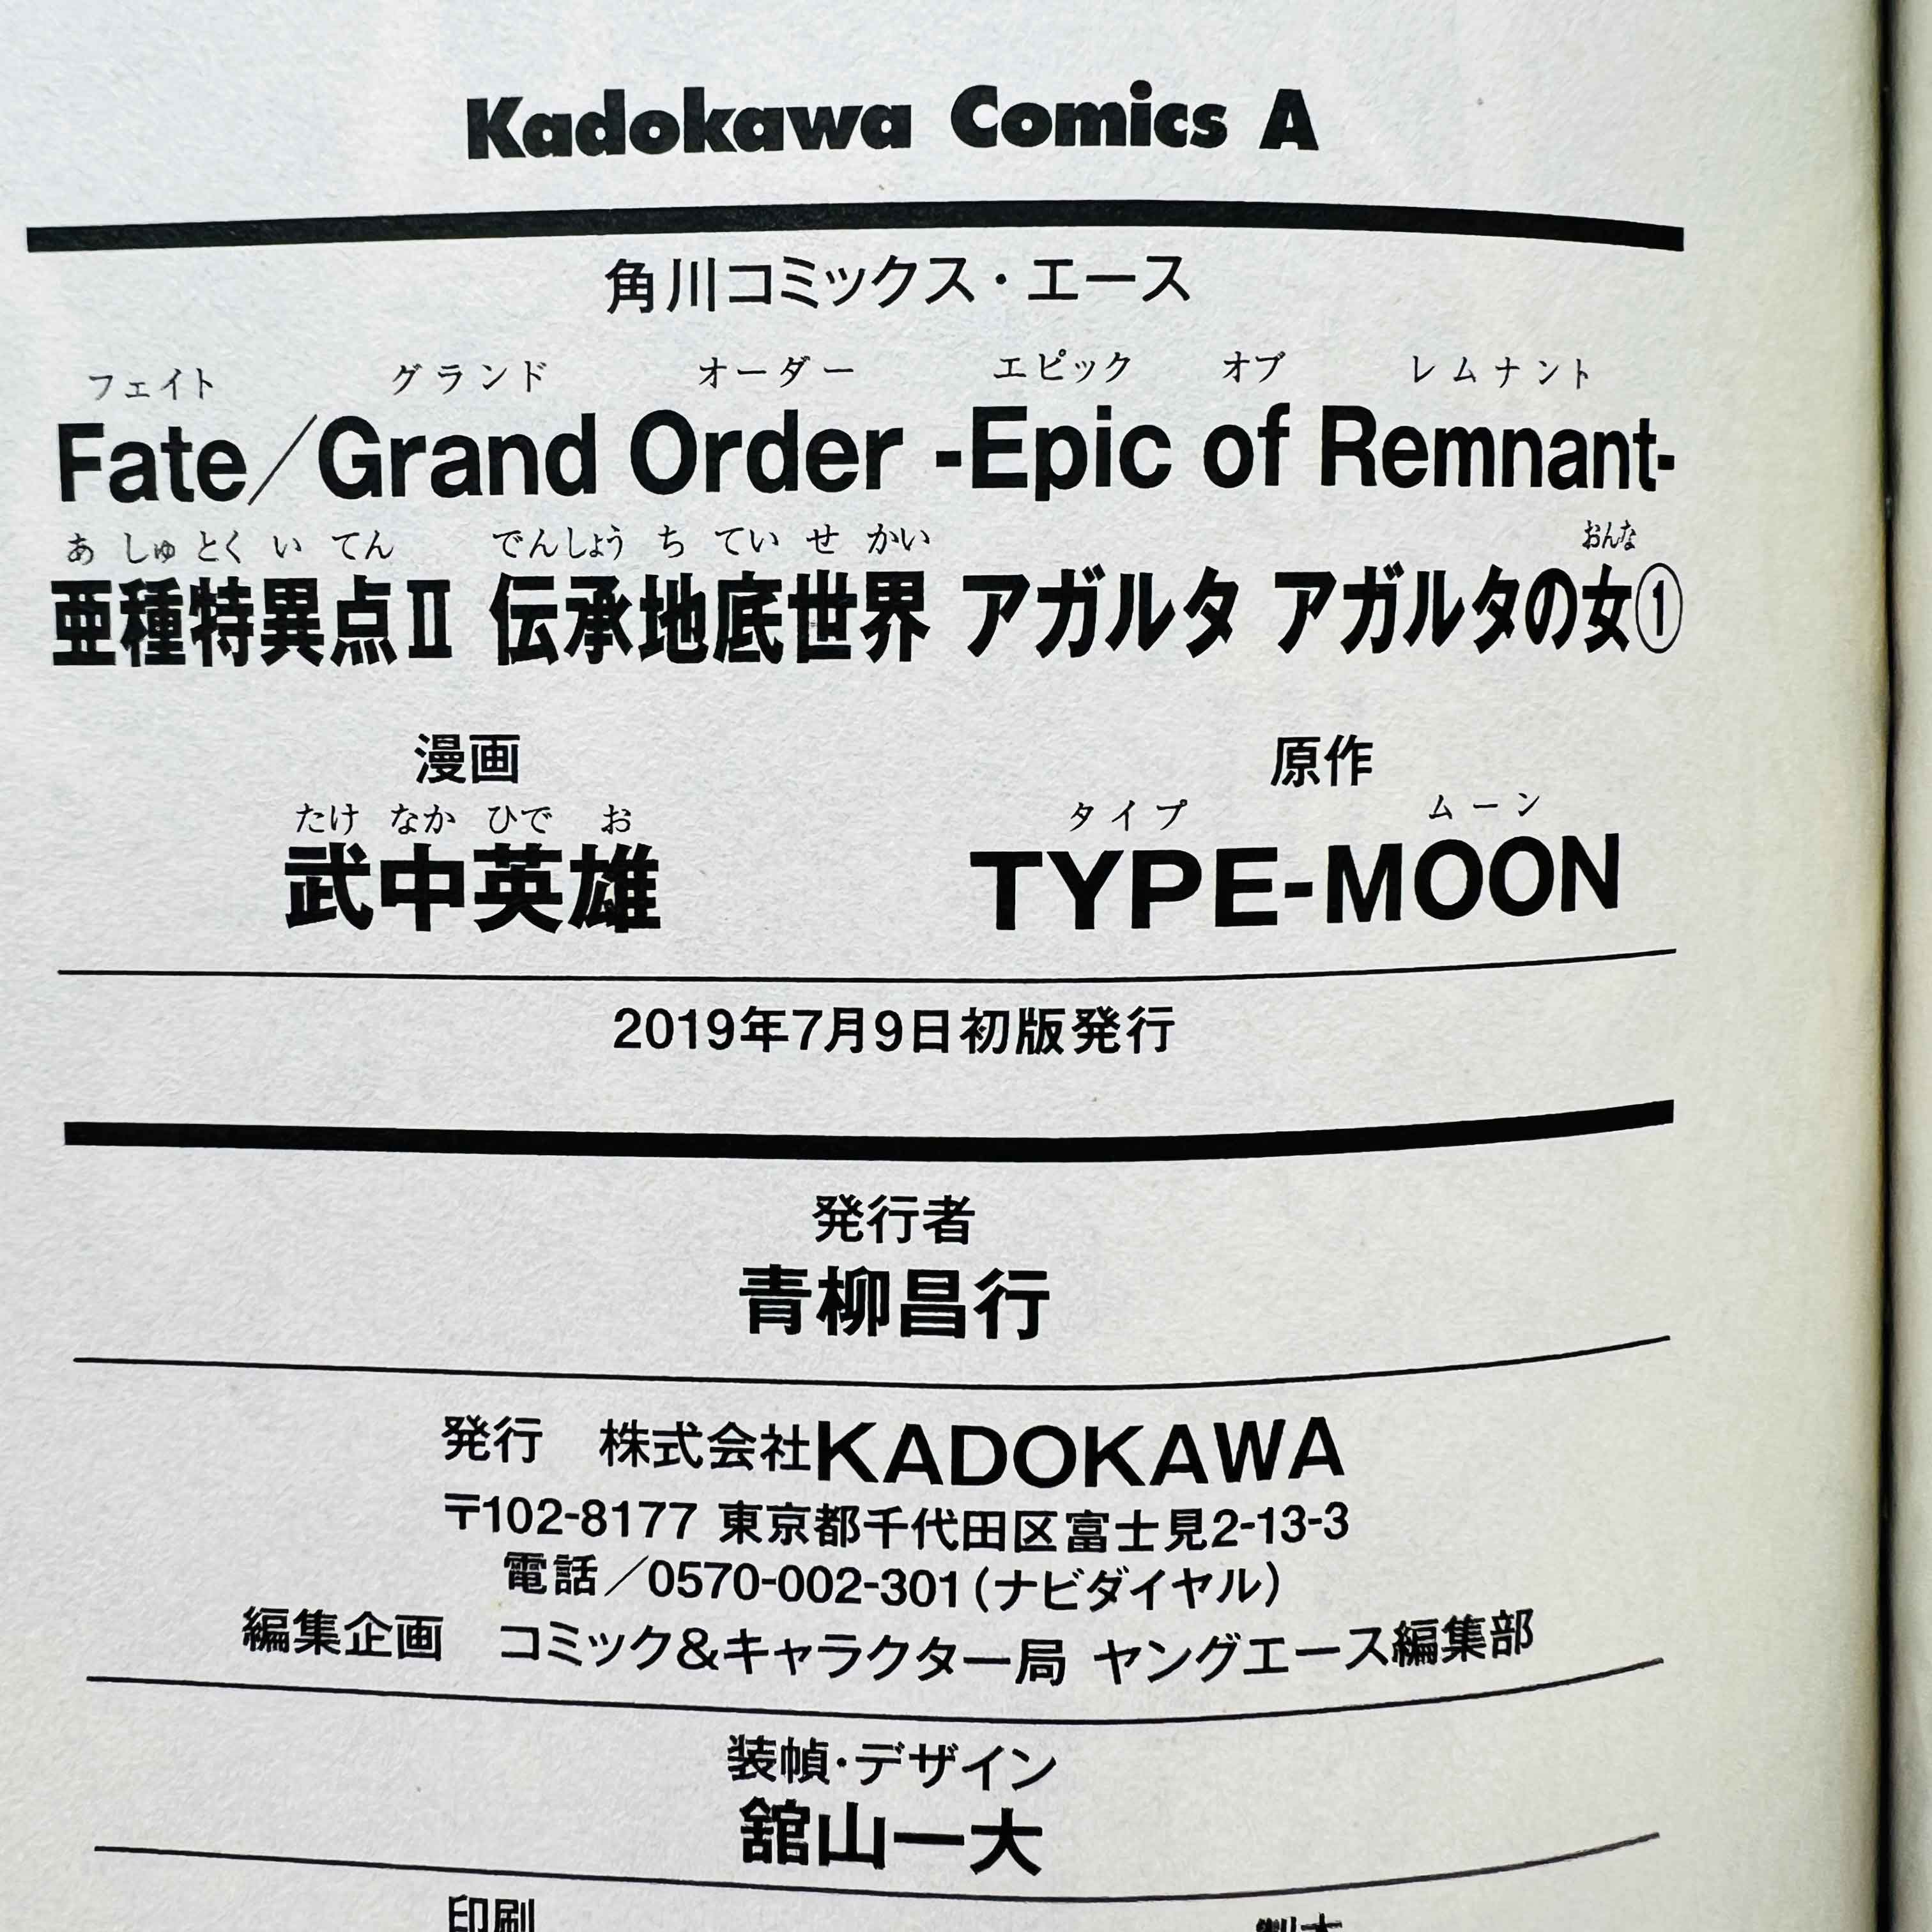 Kadokawa Comics A
角川コミックス・エース
フェイト グランド オーダー エピック オブ レムナント
Fate／Grand Order -Epic of Remnant-
あ しゅ とく い てん でんしょう ち てい せ かい おんな
亜種特異点Ⅱ 伝承地底世界 アガルタ アガルタの女①
漫画 原作
たけ なか ひで お タイプ ムーン
武中英雄 TYPE-MOON
2019年7月9日初版発行
発行者
青柳昌行
発行 株式会社KADOKAWA
〒102-8177 東京都千代田区富士見2-13-3
電話／0570-002-301（ナビダイヤル）
編集企画 コミック&キャラクター局 ヤングエース編集部
装幀・デザイン
舘山一大
印刷 製本